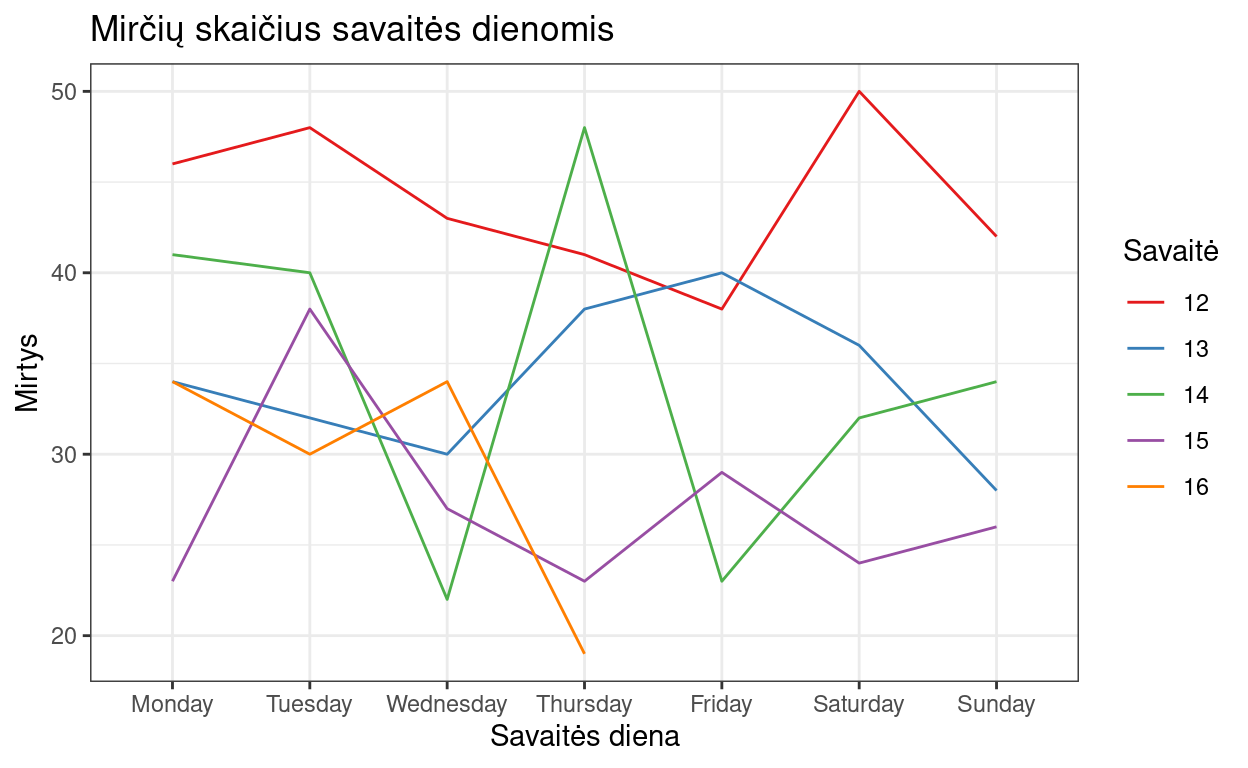 Mirčių skaičius savaitės dienomis
Mirtys
50
40
30
20
Monday Tuesday Wednesday Thursday Friday Saturday Sunday
Savaitės diena
Savaitė
12
13
14
15
16